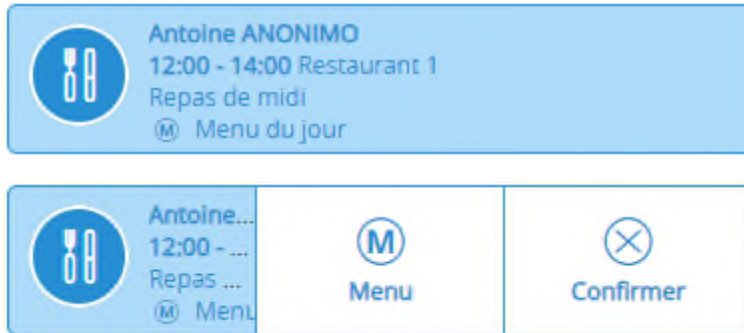 Antoine ANONIMO
12:00 - 14:00 Restaurant 1
Repas de midi
M Menu du jour
Antoine...
12:00 - ...
Repas ...
M Menu
M
Menu
Confirmer